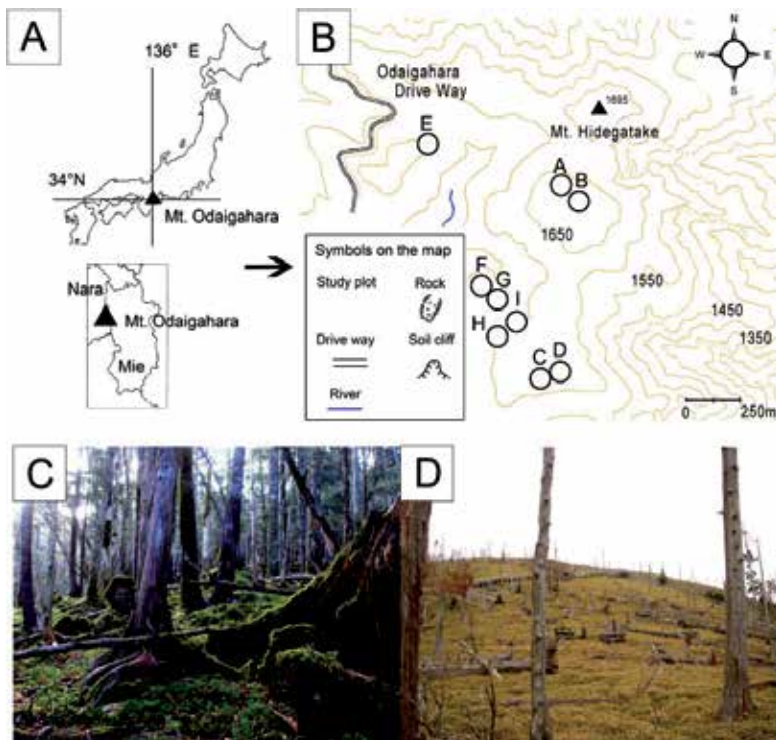 A
136° E
34°N
Mt. Odaigahara
Nara
Mt. Odaigahara
Mie
B
Odaigahara
Drive Way
N
W E
S
1695
Mt. Hidegatake
E
A
B
1650
1550
1450
1350
F
G
I
H
C D
0 250m
Symbols on the map
Study plot Rock
Drive way Soil cliff
River
C
D